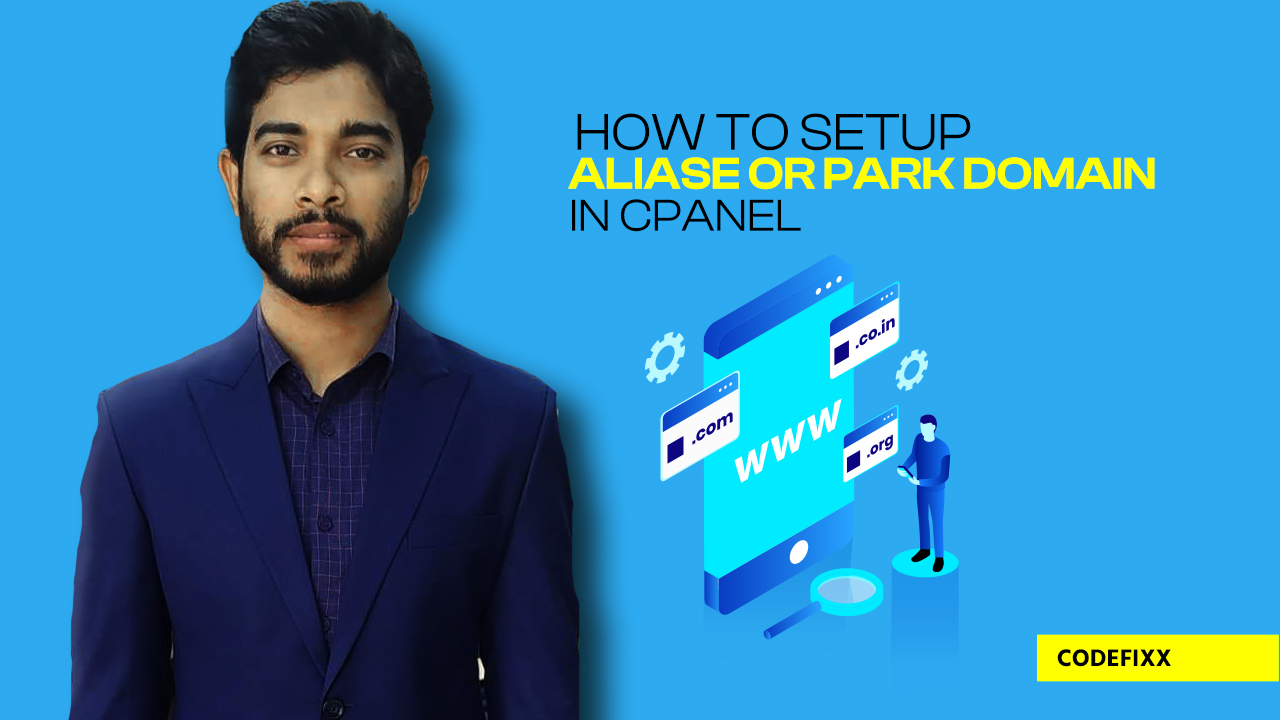 HOW TO SETUP
ALIASE OR PARK DOMAIN
IN CPANEL
.co.in
.com
www
.org
CODEFIXX